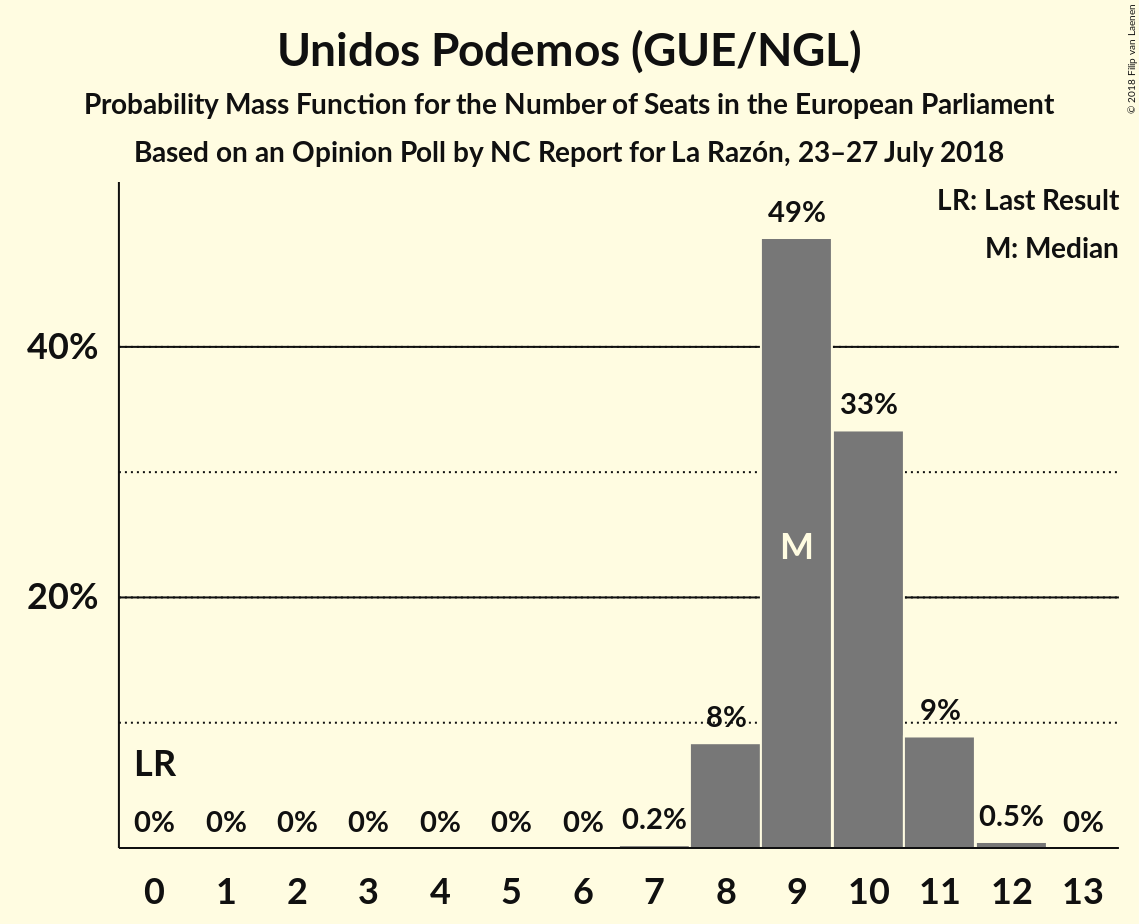 Unidos Podemos (GUE/NGL)
Probability Mass Function for the Number of Seats in the European Parliament
Based on an Opinion Poll by NC Report for La Razón, 23–27 July 2018
© 2018 Filip van Laenen
LR: Last Result
M: Median
49%
40%
33%
M
20%
9%
8%
LR
0% 0% 0% 0% 0% 0% 0% 0.2% 0.5% 0%
0 1 2 3 4 5 6 7 8 9 10 11 12 13